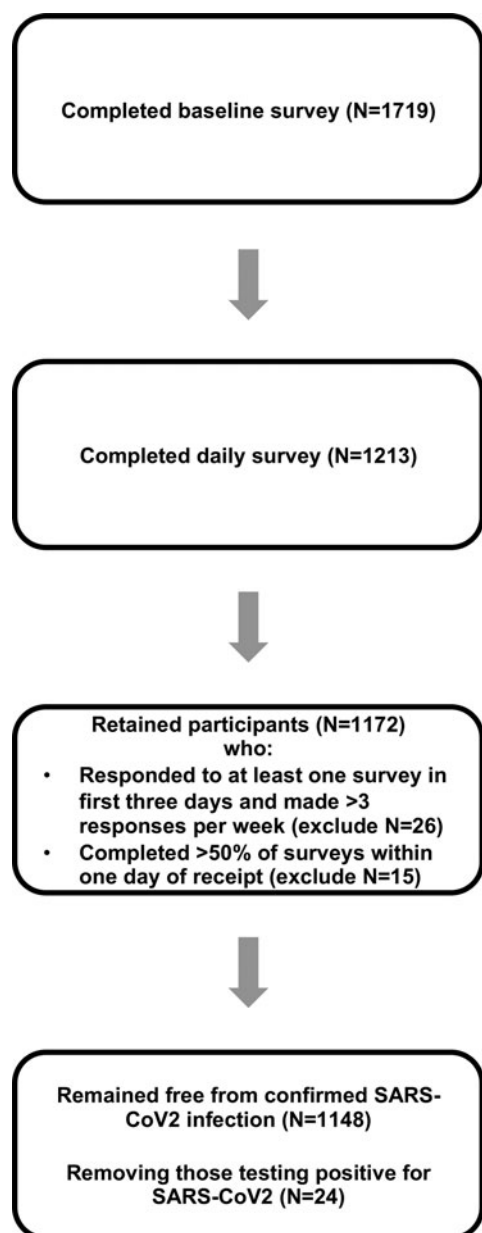 Completed baseline survey (N=1719)
Completed daily survey (N=1213)
Retained participants (N=1172)
who:
• Responded to at least one survey in
first three days and made >3
responses per week (exclude N=26)
• Completed >50% of surveys within
one day of receipt (exclude N=15)
Remained free from confirmed SARS-
CoV2 infection (N=1148)
Removing those testing positive for
SARS-CoV2 (N=24)